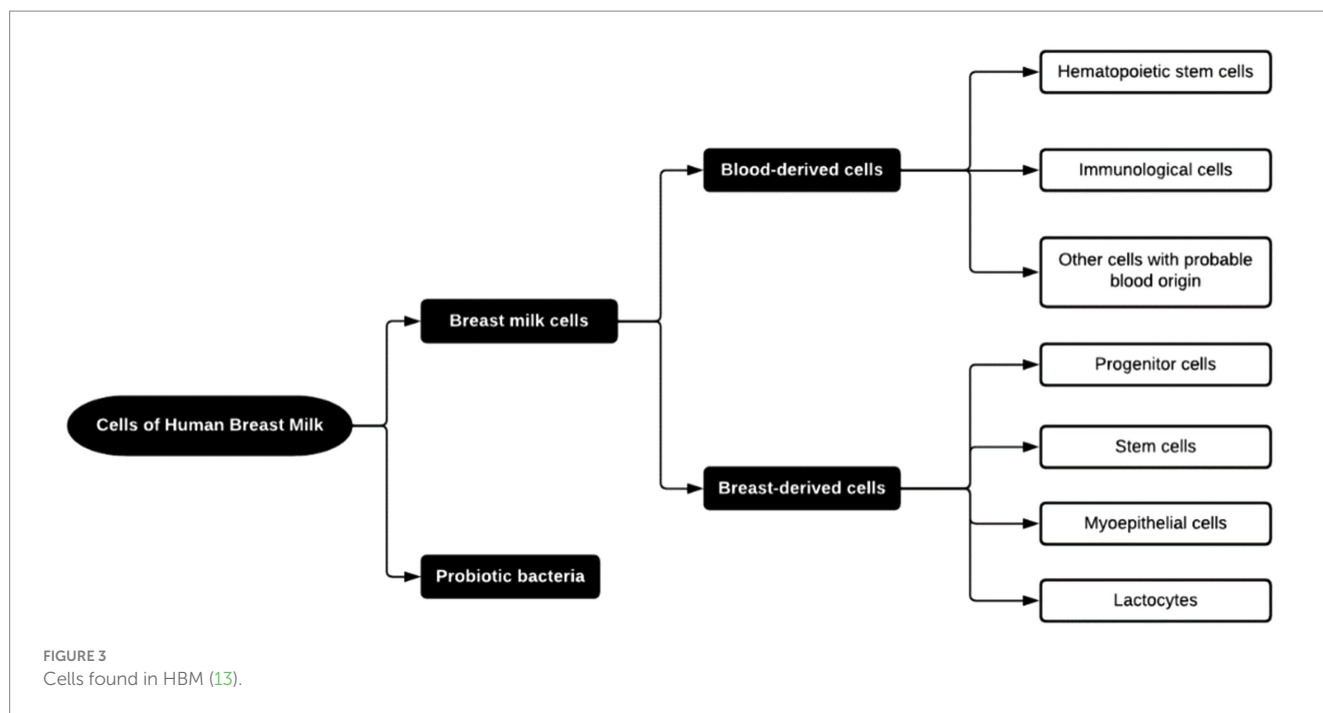 Cells of Human Breast Milk
Breast milk cells
Probiotic bacteria
Blood-derived cells
Breast-derived cells
Hematopoietic stem cells
Immunological cells
Other cells with probable
blood origin
Progenitor cells
Stem cells
Myoepithelial cells
Lactocytes
FIGURE 3
Cells found in HBM (13).